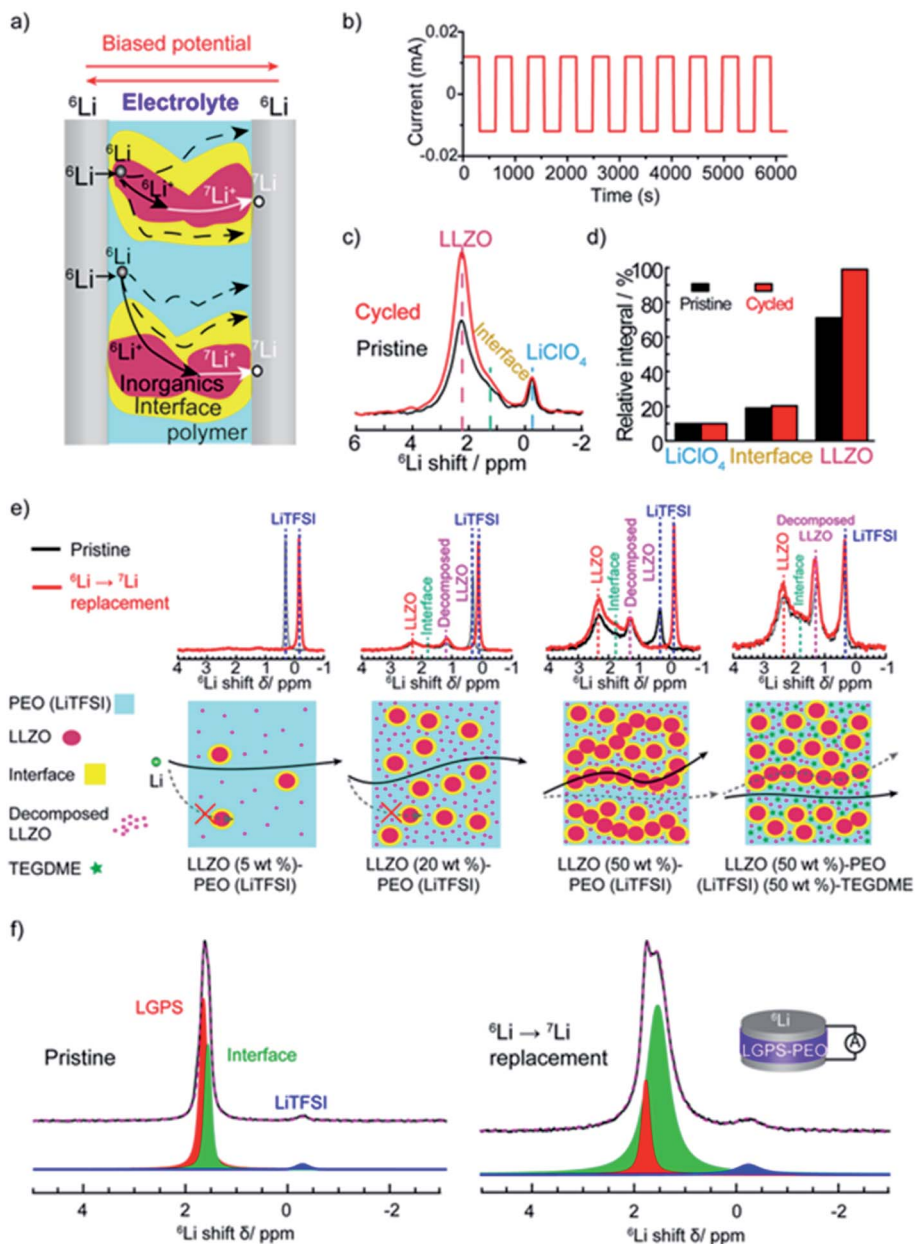 a)
Biased potential
⁶Li Electrolyte ⁶Li
⁶Li
⁶Li
⁶Li⁺
⁷Li⁺
⁷Li
⁶Li
⁶Li
⁶Li⁺
⁷Li⁺
⁷Li
Inorganics
Interface
polymer
b)
Current (mA)
0.02
0
-0.02
0 1000 2000 3000 4000 5000 6000
Time (s)
c)
LLZO
Cycled
Pristine
Interface
LiClO₄
6 4 2 0 -2
⁶Li shift / ppm
d)
Relative integral / %
100
80
60
40
20
Pristine
Cycled
LiClO₄ Interface LLZO
e)
Pristine
⁶Li → ⁷Li
replacement
LiTFSI
4 3 2 1 0 -1
⁶Li shift δ/ ppm
LLZO
Interface
Decomposed
LLZO
LiTFSI
4 3 2 1 0 -1
⁶Li shift δ/ ppm
LLZO
Interface
Decomposed
LLZO
LiTFSI
4 3 2 1 0 -1
⁶Li shift δ/ ppm
LLZO
Interface
Decomposed
LLZO
LiTFSI
4 3 2 1 0 -1
⁶Li shift δ/ ppm
PEO (LiTFSI)
LLZO
Interface
Decomposed
LLZO
TEGDME
Li
LLZO (5 wt %)-
PEO (LiTFSI)
LLZO (20 wt %)-
PEO (LiTFSI)
LLZO (50 wt %)-
PEO (LiTFSI)
LLZO (50 wt %)-PEO
(LiTFSI) (50 wt %)-TEGDME
f)
Pristine
LGPS
Interface
LiTFSI
4 2 0 -2
⁶Li shift δ/ ppm
⁶Li → ⁷Li
replacement
⁶Li
LGPS-PEO
A
4 2 0 -2
⁶Li shift δ/ ppm